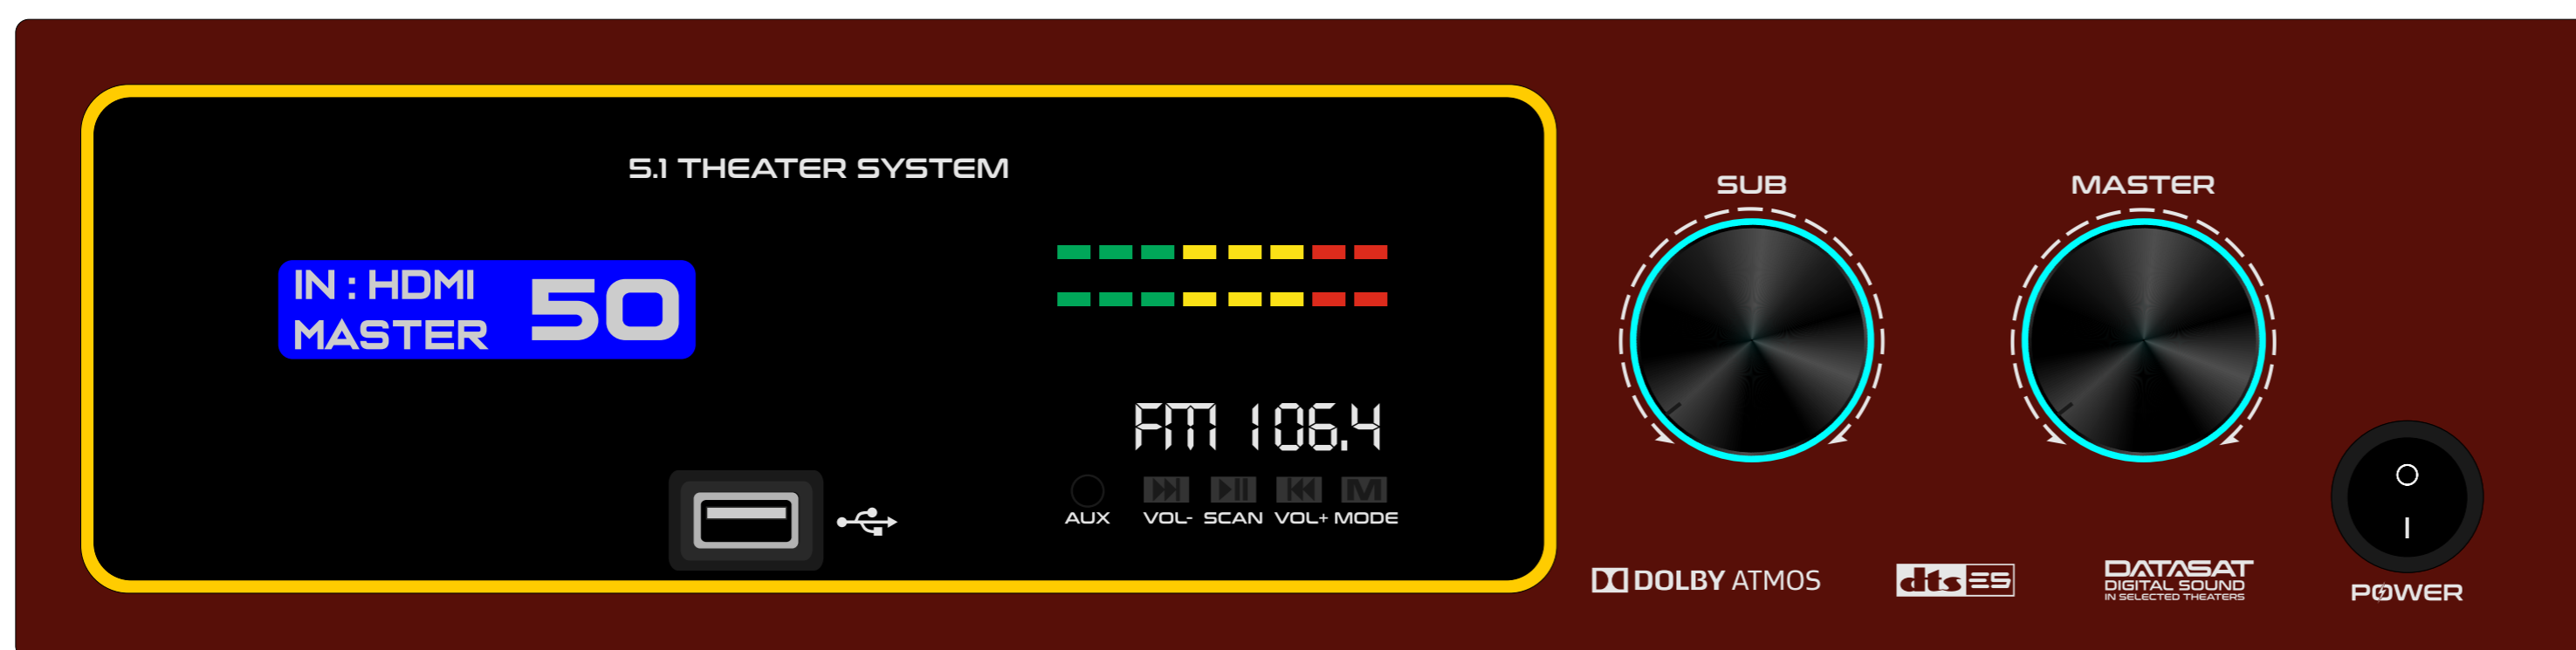 5.1 THEATER SYSTEM
IN : HDMI
MASTER
50
FM 106.4
M
AUX VOL- SCAN VOL+ MODE
SUB
MASTER
DOLBY ATMOS
dts ES
DATASAT
DIGITAL SOUND
IN SELECTED THEATERS
POWER